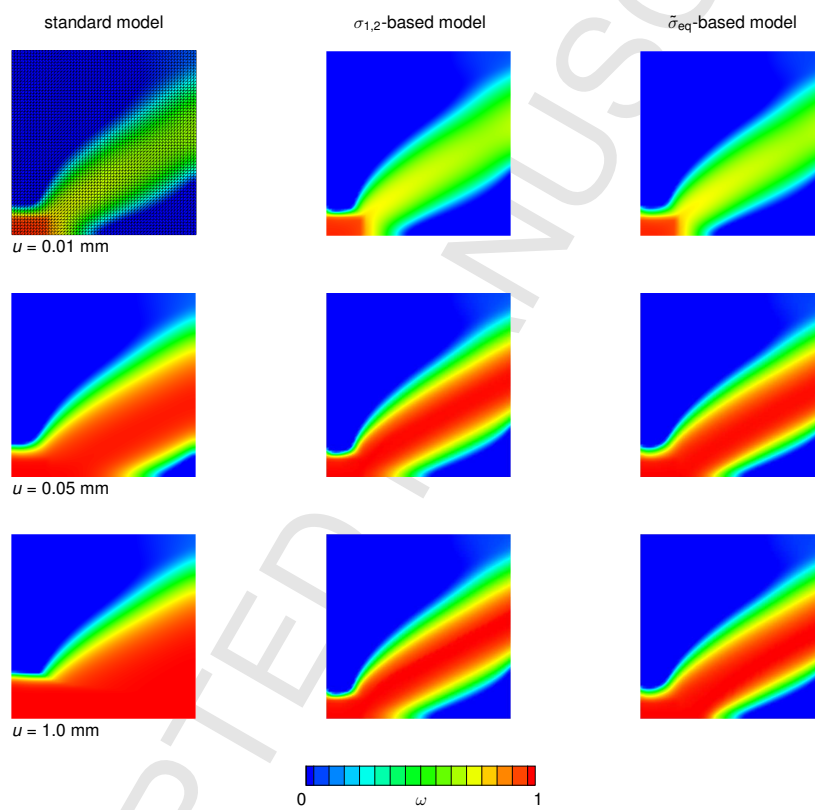 standard model
σ1,2-based model
σ̃eq-based model
u = 0.01 mm
u = 0.05 mm
u = 1.0 mm
0
ω
1